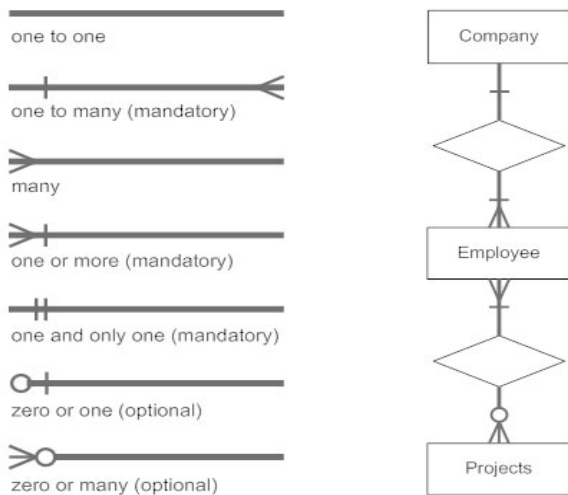 one to one
one to many (mandatory)
many
one or more (mandatory)
one and only one (mandatory)
zero or one (optional)
zero or many (optional)
Company
Employee
Projects